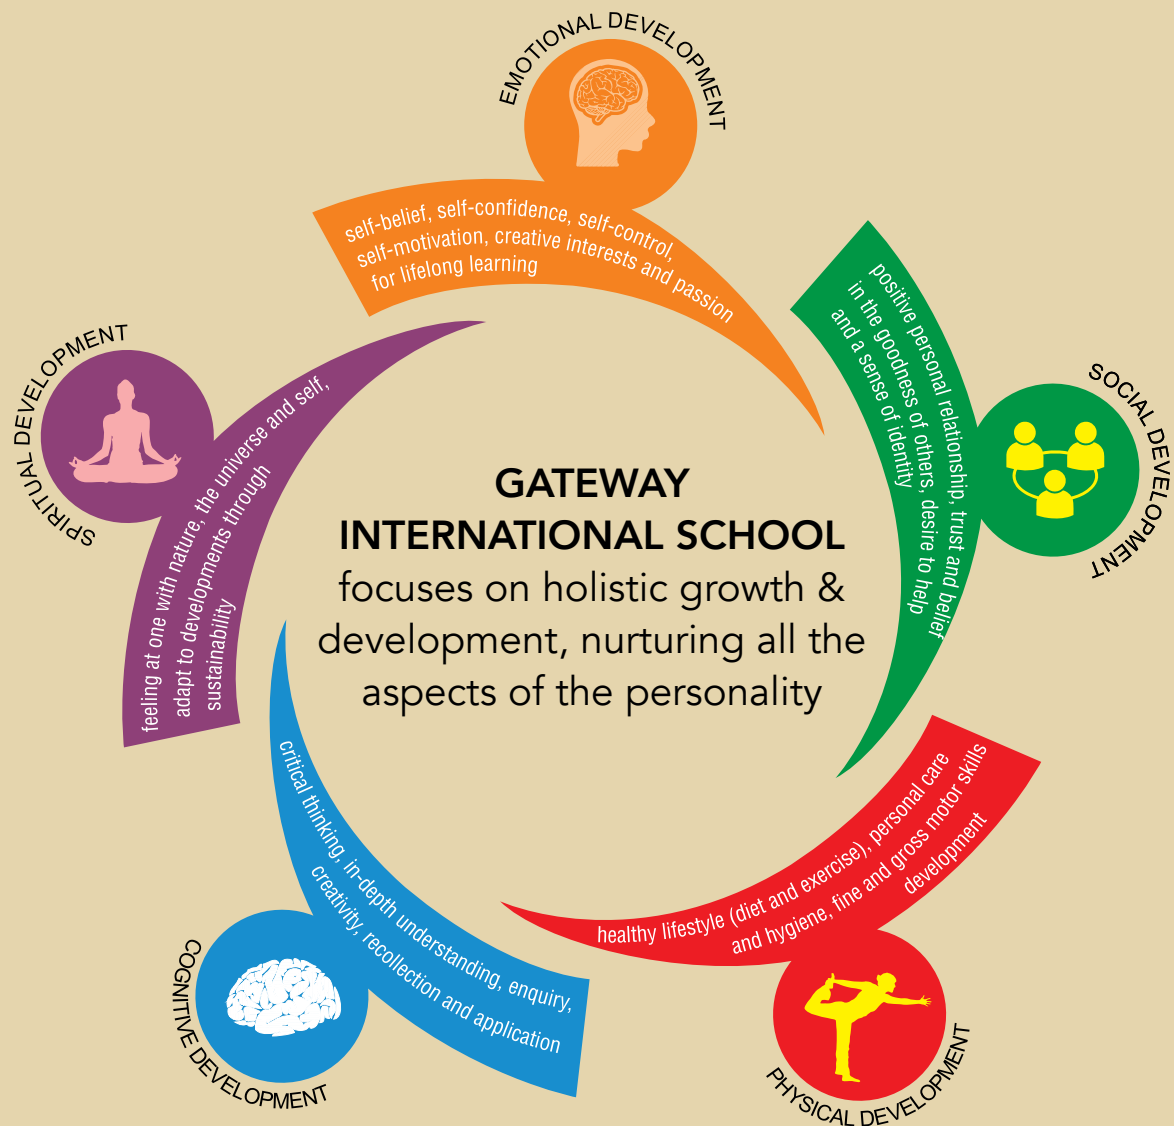 EMOTIONAL DEVELOPMENT
self-belief, self-confidence, self-control,
self-motivation, creative interests and passion
for lifelong learning
SOCIAL DEVELOPMENT
positive personal relationship, trust and belief
in the goodness of others, desire to help
and a sense of identity
SPIRITUAL DEVELOPMENT
feeling at one with nature, the universe and self,
adapt to developments through
sustainability
GATEWAY
INTERNATIONAL SCHOOL
focuses on holistic growth &
development, nurturing all the
aspects of the personality
COGNITIVE DEVELOPMENT
critical thinking, in-depth understanding, enquiry,
creativity, recollection and application
PHYSICAL DEVELOPMENT
healthy lifestyle (diet and exercise), personal care
and hygiene, fine and gross motor skills
development